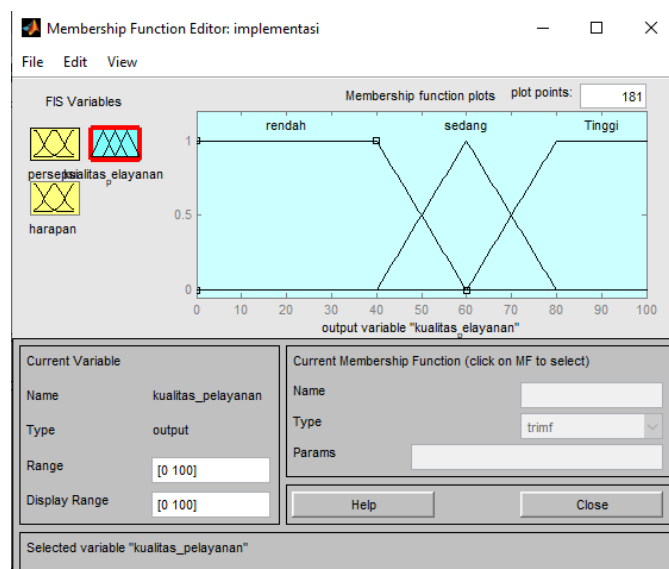 Membership Function Editor: implementasi
File Edit View
FIS Variables
Membership function plots plot points: 181
persepsi kualitas_pelayanan
harapan
rendah sedang Tinggi
1
0.5
0
0 10 20 30 40 50 60 70 80 90 100
output variable "kualitas_pelayanan"
Current Variable
Name kualitas_pelayanan
Type output
Range [0 100]
Display Range [0 100]
Current Membership Function (click on MF to select)
Name
Type trimf
Params
Help Close
Selected variable "kualitas_pelayanan"